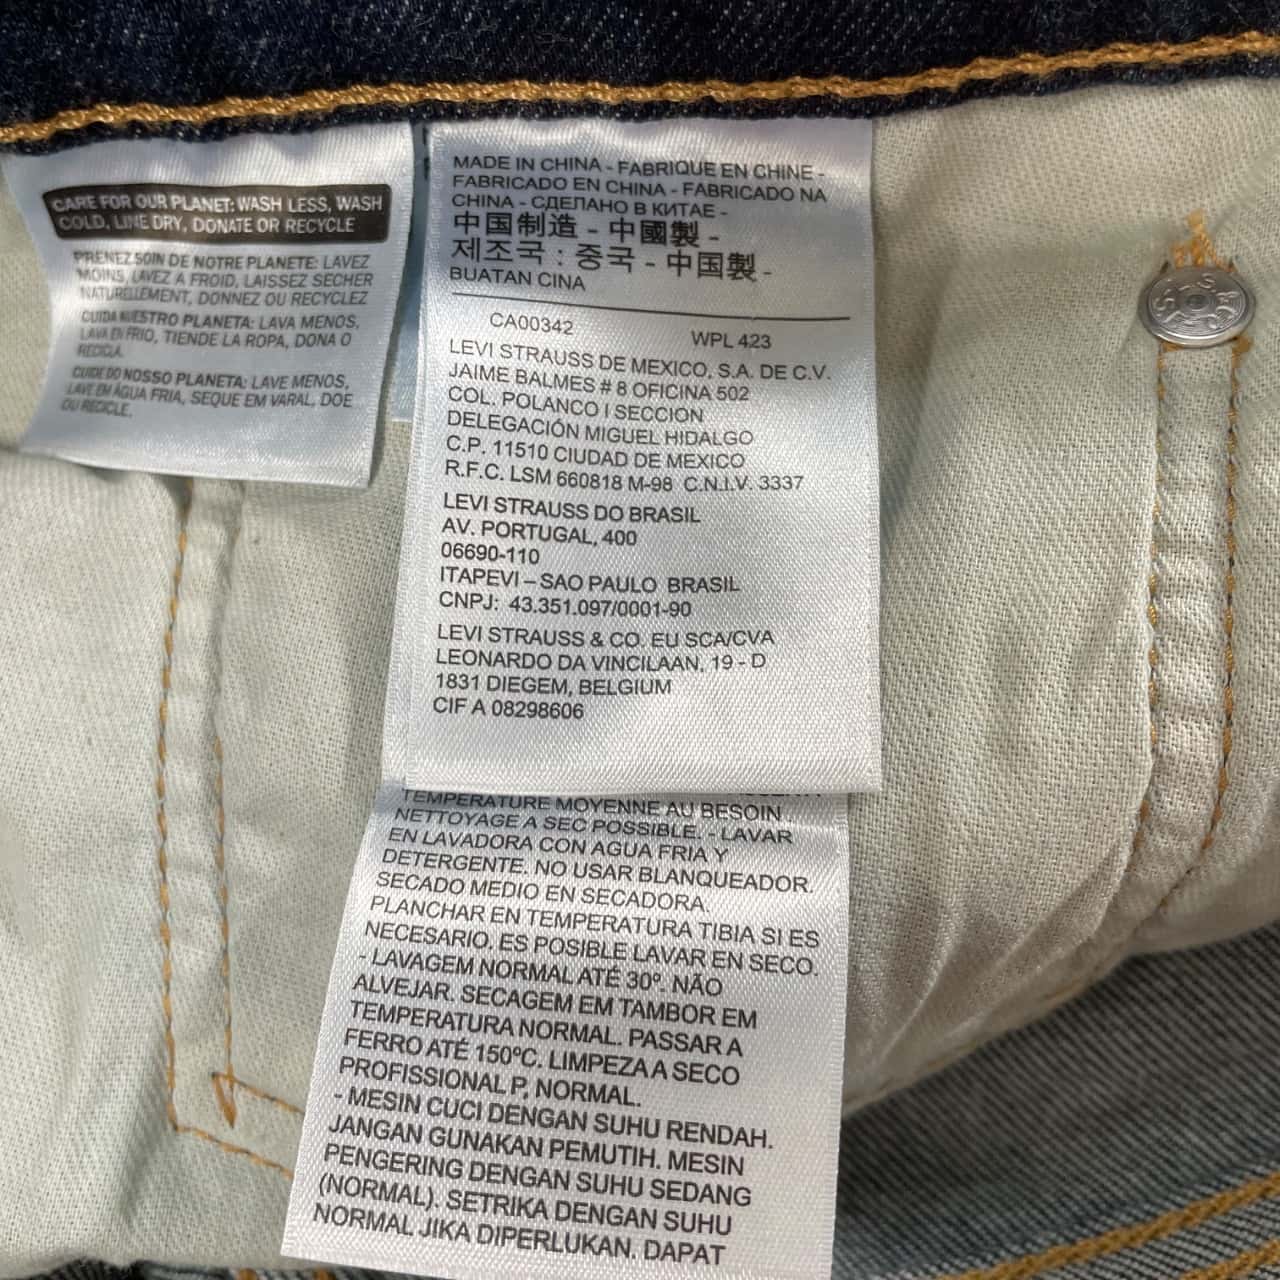 CARE FOR OUR PLANET: WASH LESS, WASH
COLD, LINE DRY, DONATE OR RECYCLE
PRENEZ SOIN DE NOTRE PLANETE: LAVEZ
MOINS, LAVEZ A FROID, LAISSEZ SECHER
NATURELLEMENT, DONNEZ OU RECYCLEZ
CUIDA NUESTRO PLANETA: LAVA MENOS,
LAVA EN FRIO, TIENDE LA ROPA, DONA O
RECICLA.
CUIDE DO NOSSO PLANETA: LAVE MENOS,
LAVE EM ÁGUA FRIA, SEQUE EM VARAL, DOE
OU RECICLE.
MADE IN CHINA - FABRIQUE EN CHINE -
FABRICADO EN CHINA - FABRICADO NA
CHINA - СДЕЛАНО В КИТАЕ -
中国制造 - 中國製 -
제조국 : 중국 - 中国製 -
BUATAN CINA
CA00342 WPL 423
LEVI STRAUSS DE MEXICO, S.A. DE C.V.
JAIME BALMES # 8 OFICINA 502
COL. POLANCO I SECCION
DELEGACIÓN MIGUEL HIDALGO
C.P. 11510 CIUDAD DE MEXICO
R.F.C. LSM 660818 M-98 C.N.I.V. 3337
LEVI STRAUSS DO BRASIL
AV. PORTUGAL, 400
06690-110
ITAPEVI – SAO PAULO BRASIL
CNPJ: 43.351.097/0001-90
LEVI STRAUSS & CO. EU SCA/CVA
LEONARDO DA VINCILAAN, 19 - D
1831 DIEGEM, BELGIUM
CIF A 08298606
TEMPERATURE MOYENNE AU BESOIN
NETTOYAGE A SEC POSSIBLE. - LAVAR
EN LAVADORA CON AGUA FRIA Y
DETERGENTE. NO USAR BLANQUEADOR.
SECADO MEDIO EN SECADORA.
PLANCHAR EN TEMPERATURA TIBIA SI ES
NECESARIO. ES POSIBLE LAVAR EN SECO.
- LAVAGEM NORMAL ATÉ 30º. NÃO
ALVEJAR. SECAGEM EM TAMBOR EM
TEMPERATURA NORMAL. PASSAR A
FERRO ATÉ 150ºC. LIMPEZA A SECO
PROFISSIONAL P, NORMAL.
- MESIN CUCI DENGAN SUHU RENDAH.
JANGAN GUNAKAN PEMUTIH. MESIN
PENGERING DENGAN SUHU SEDANG
(NORMAL). SETRIKA DENGAN SUHU
NORMAL JIKA DIPERLUKAN. DAPAT